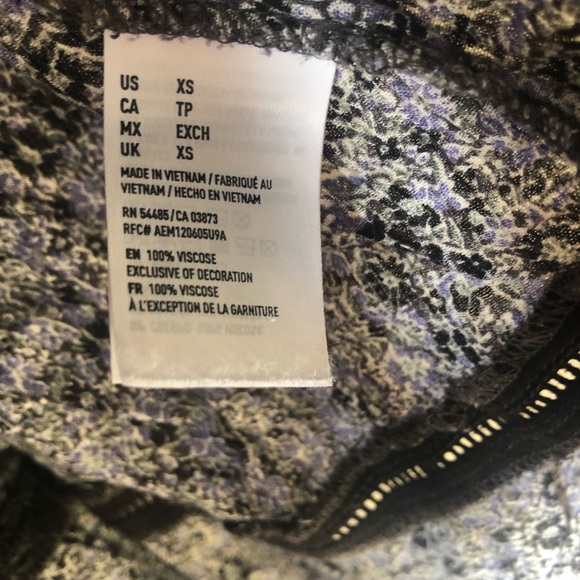 US XS
CA TP
MX EXCH
UK XS
MADE IN VIETNAM / FABRIQUÉ AU
VIETNAM / HECHO EN VIETNAM
RN 54485 / CA 03873
RFC# AEM120605U9A
EN 100% VISCOSE
EXCLUSIVE OF DECORATION
FR 100% VISCOSE
À L'EXCEPTION DE LA GARNITURE